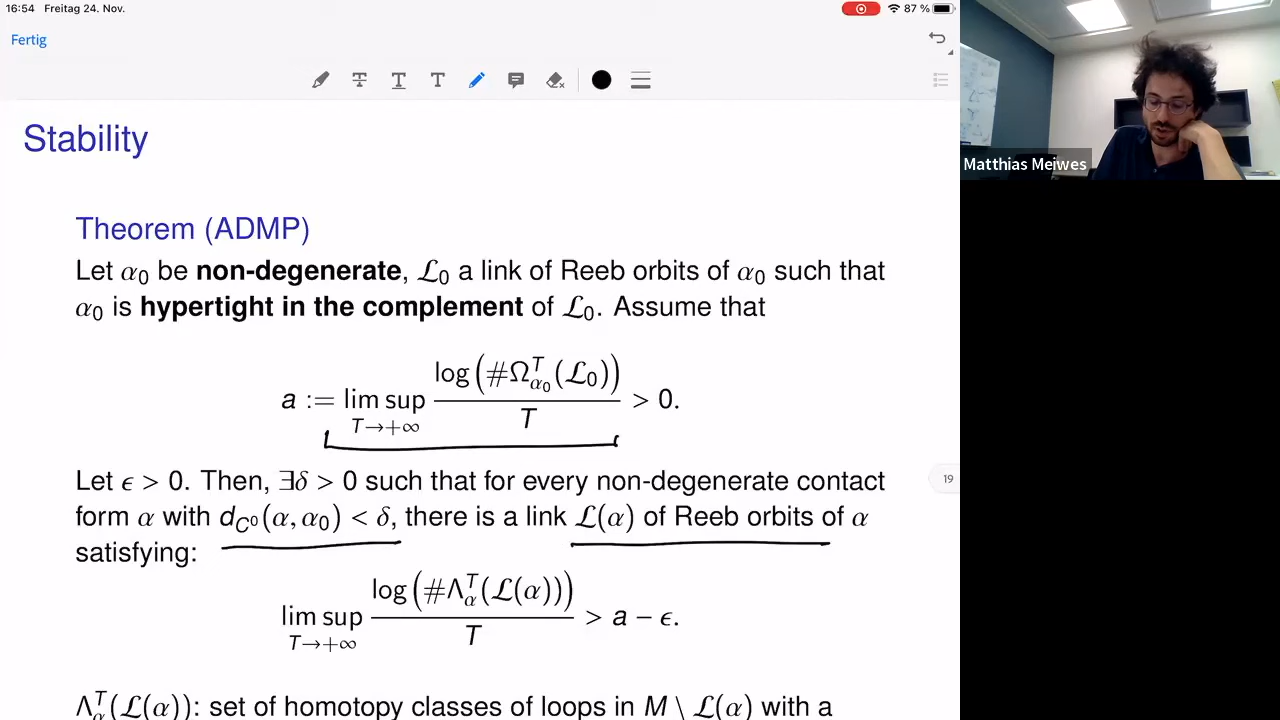 16:54 Freitag 24. Nov.
87 %
Fertig
T T T
Stability
Theorem (ADMP)
Let α₀ be non-degenerate, ℒ₀ a link of Reeb orbits of α₀ such that
α₀ is hypertight in the complement of ℒ₀. Assume that
a := lim sup_{T→+∞} log(#Ω^T_{α₀}(ℒ₀)) / T > 0.
Let ϵ > 0. Then, ∃δ > 0 such that for every non-degenerate contact
form α with d_{C⁰}(α, α₀) < δ, there is a link ℒ(α) of Reeb orbits of α
satisfying:
lim sup_{T→+∞} log(#Λ^T_α(ℒ(α))) / T > a − ϵ.
Λ^T_α(ℒ(α)): set of homotopy classes of loops in M \ ℒ(α) with a
19
Matthias Meiwes